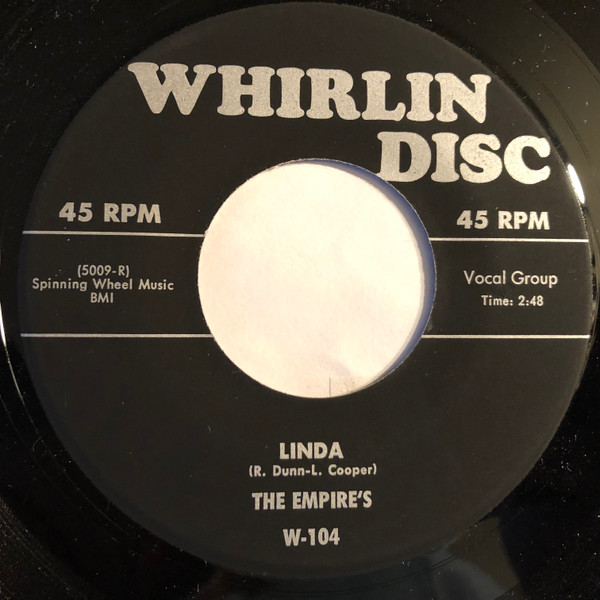 WHIRLIN
DISC
45 RPM
45 RPM
(5009-R)
Spinning Wheel Music
BMI
Vocal Group
Time: 2:48
LINDA
(R. Dunn-L. Cooper)
THE EMPIRE'S
W-104